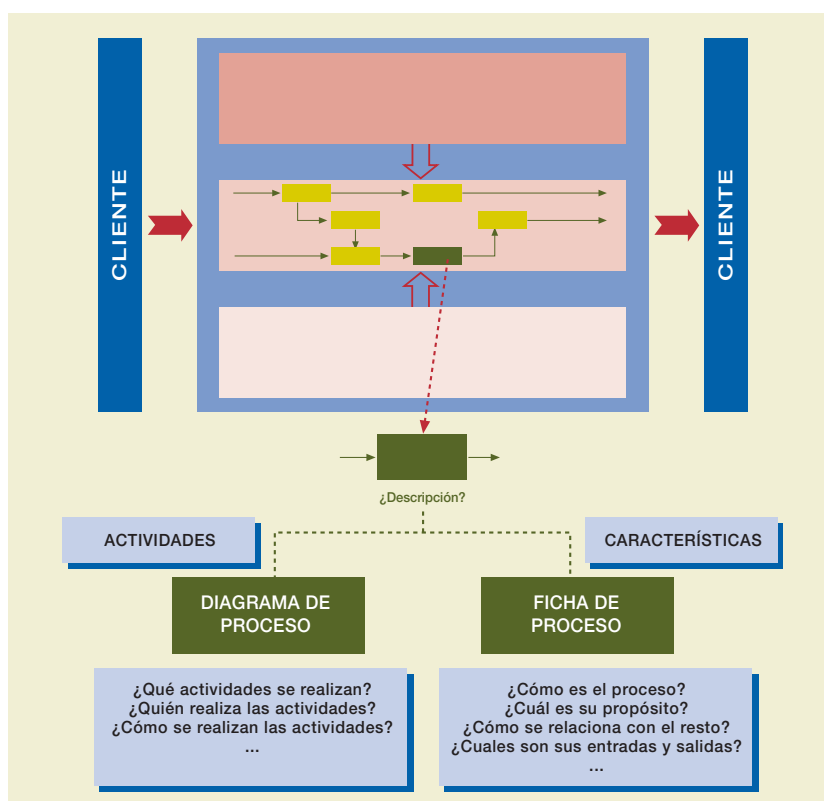 CLIENTE
CLIENTE
¿Descripción?
ACTIVIDADES
CARACTERÍSTICAS
DIAGRAMA DE
PROCESO
FICHA DE
PROCESO
¿Qué actividades se realizan?
¿Quién realiza las actividades?
¿Cómo se realizan las actividades?
...
¿Cómo es el proceso?
¿Cuál es su propósito?
¿Cómo se relaciona con el resto?
¿Cuales son sus entradas y salidas?
...